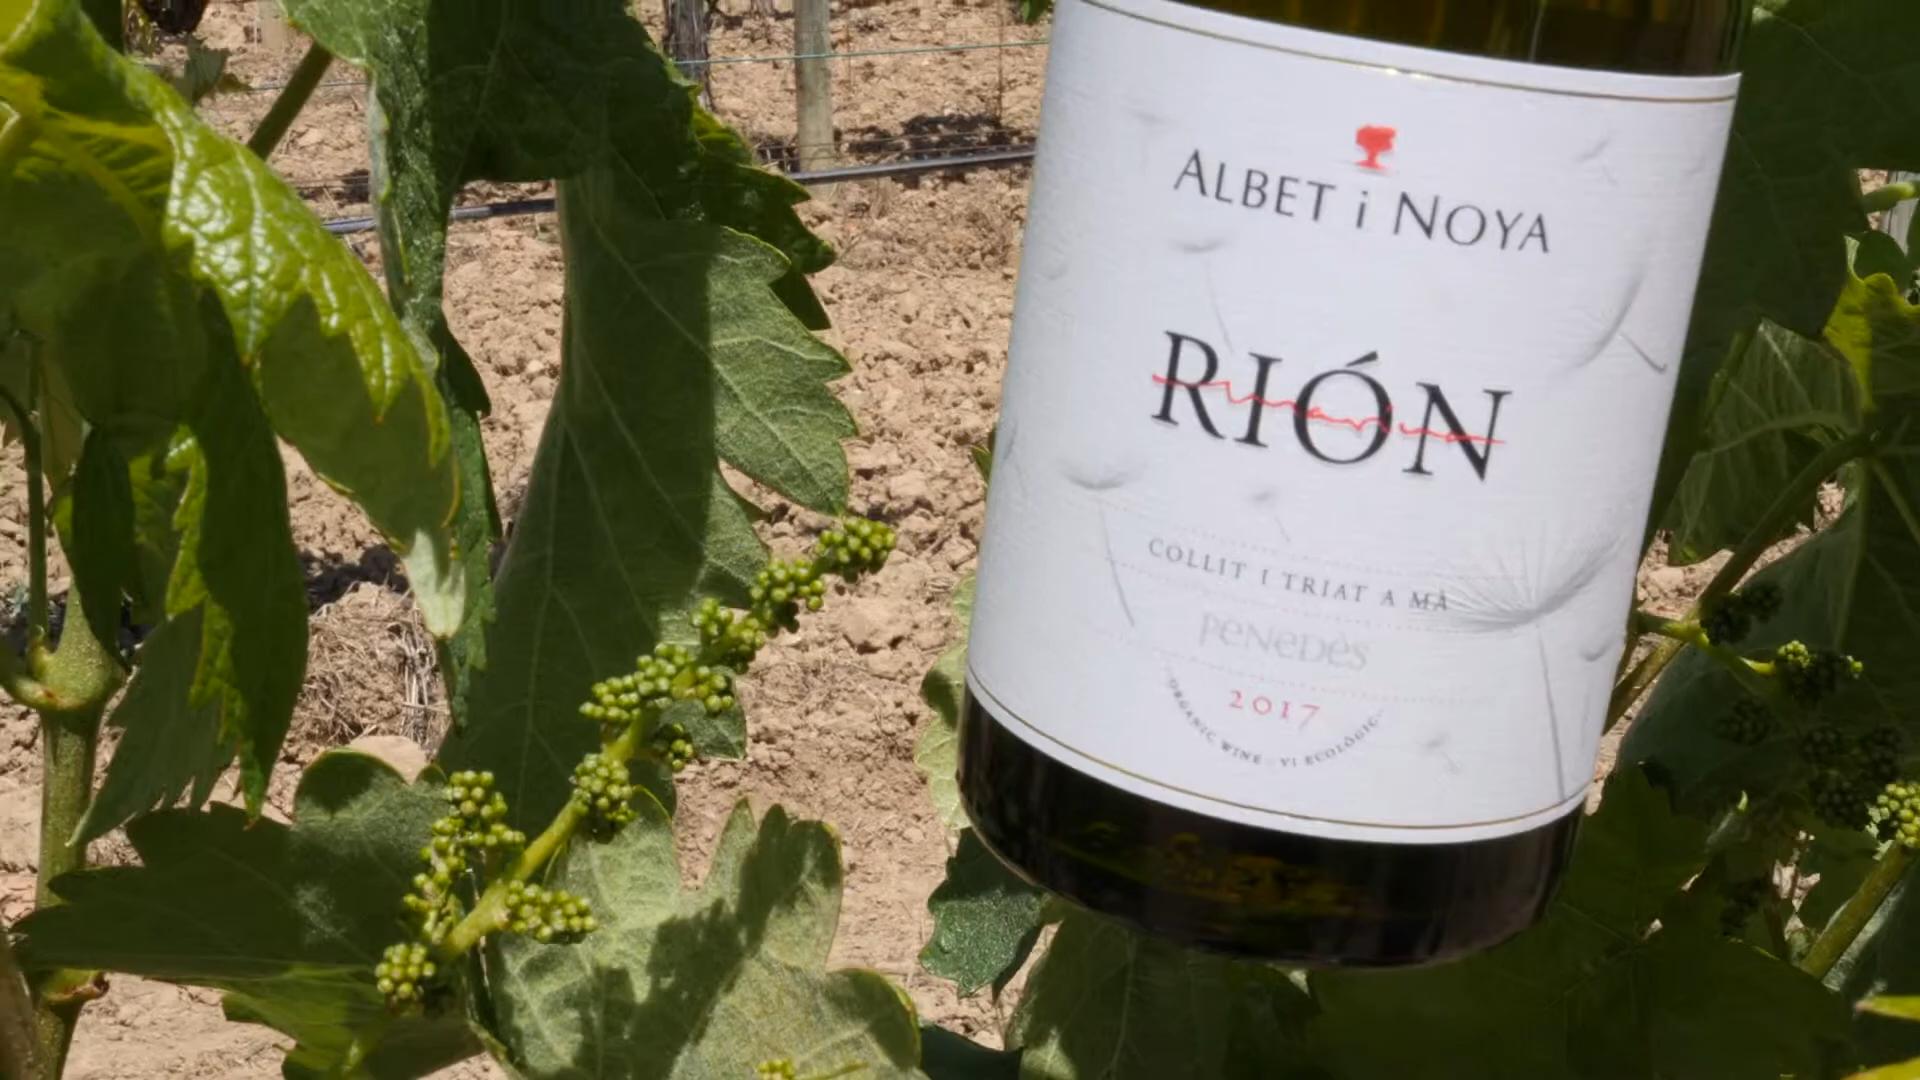 ALBET i NOYA
RIÓN
COLLIT I TRIAT A MÀ
PENEDÈS
2017
ORGANIC WINE - VI ECOLÒGIC